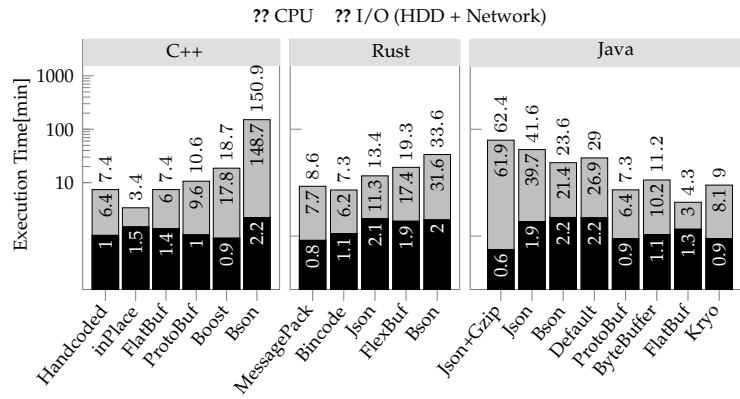 ?? CPU ?? I/O (HDD + Network)
C++ Rust Java
Execution Time[min]
1000
100
10
7.4 3.4 7.4 10.6 18.7 150.9
6.4 6 9.6 17.8 148.7
1 1.5 1.4 1 0.9 2.2
Handcoded inPlace FlatBuf ProtoBuf Boost Bson
8.6 7.3 13.4 19.3 33.6
7.7 6.2 11.3 17.4 31.6
0.8 1.1 2.1 1.9 2
MessagePack Bincode Json FlexBuf Bson
62.4 41.6 23.6 29 7.3 11.2 4.3 9
61.9 39.7 21.4 26.9 6.4 10.2 3 8.1
0.6 1.9 2.2 2.2 0.9 1.1 1.3 0.9
Json+Gzip Json Bson Default ProtoBuf ByteBuffer FlatBuf Kryo